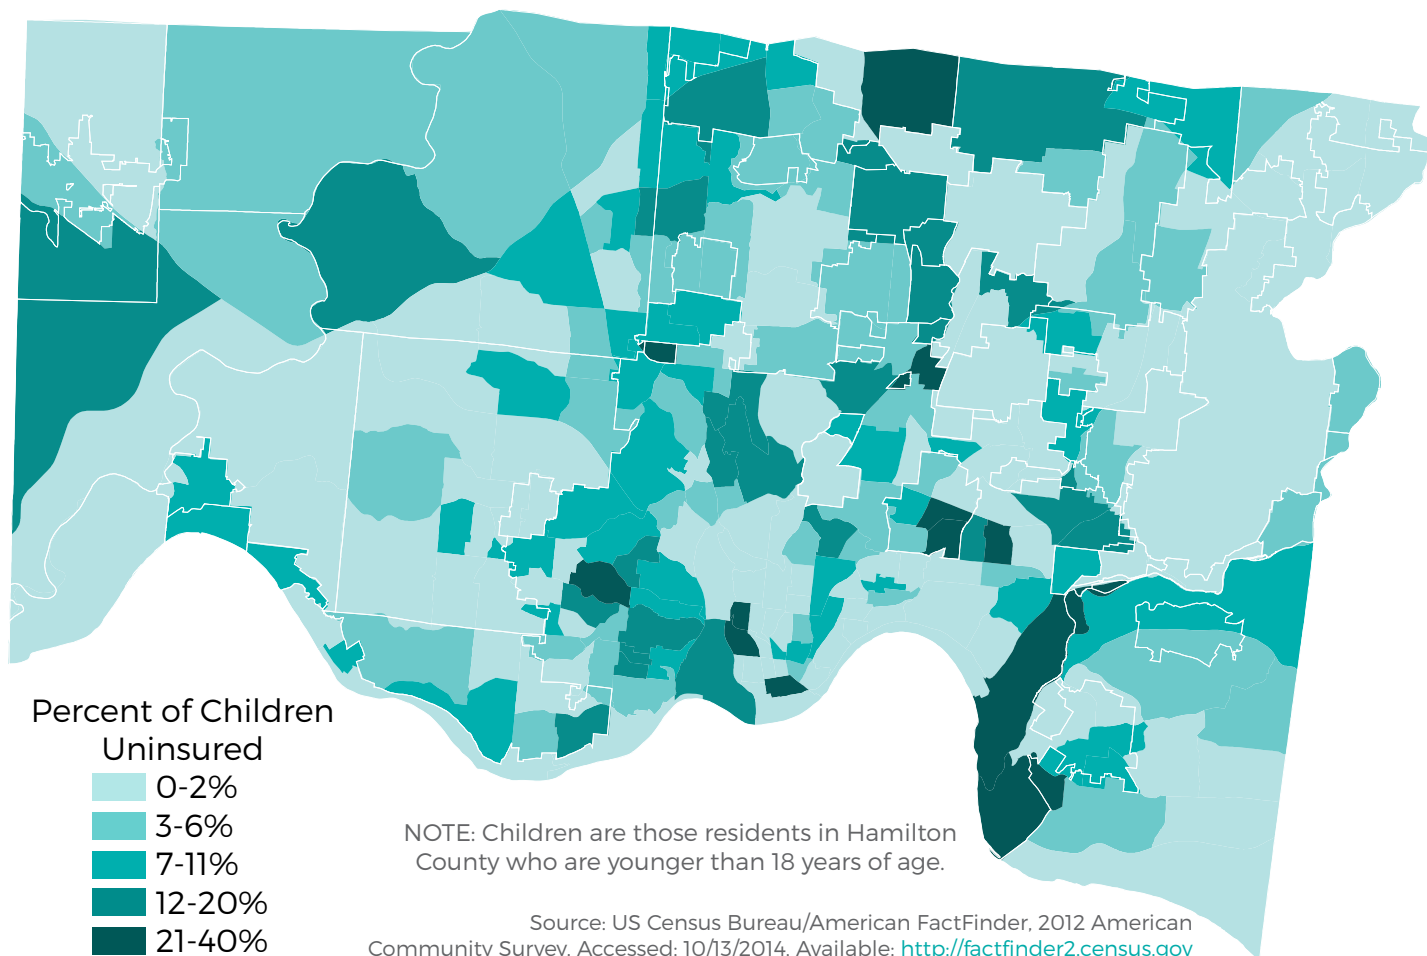 Percent of Children
Uninsured
0-2%
3-6%
7-11%
12-20%
21-40%
NOTE: Children are those residents in Hamilton
County who are younger than 18 years of age.
Source: US Census Bureau/American FactFinder, 2012 American
Community Survey. Accessed: 10/13/2014. Available: http://factfinder2.census.gov